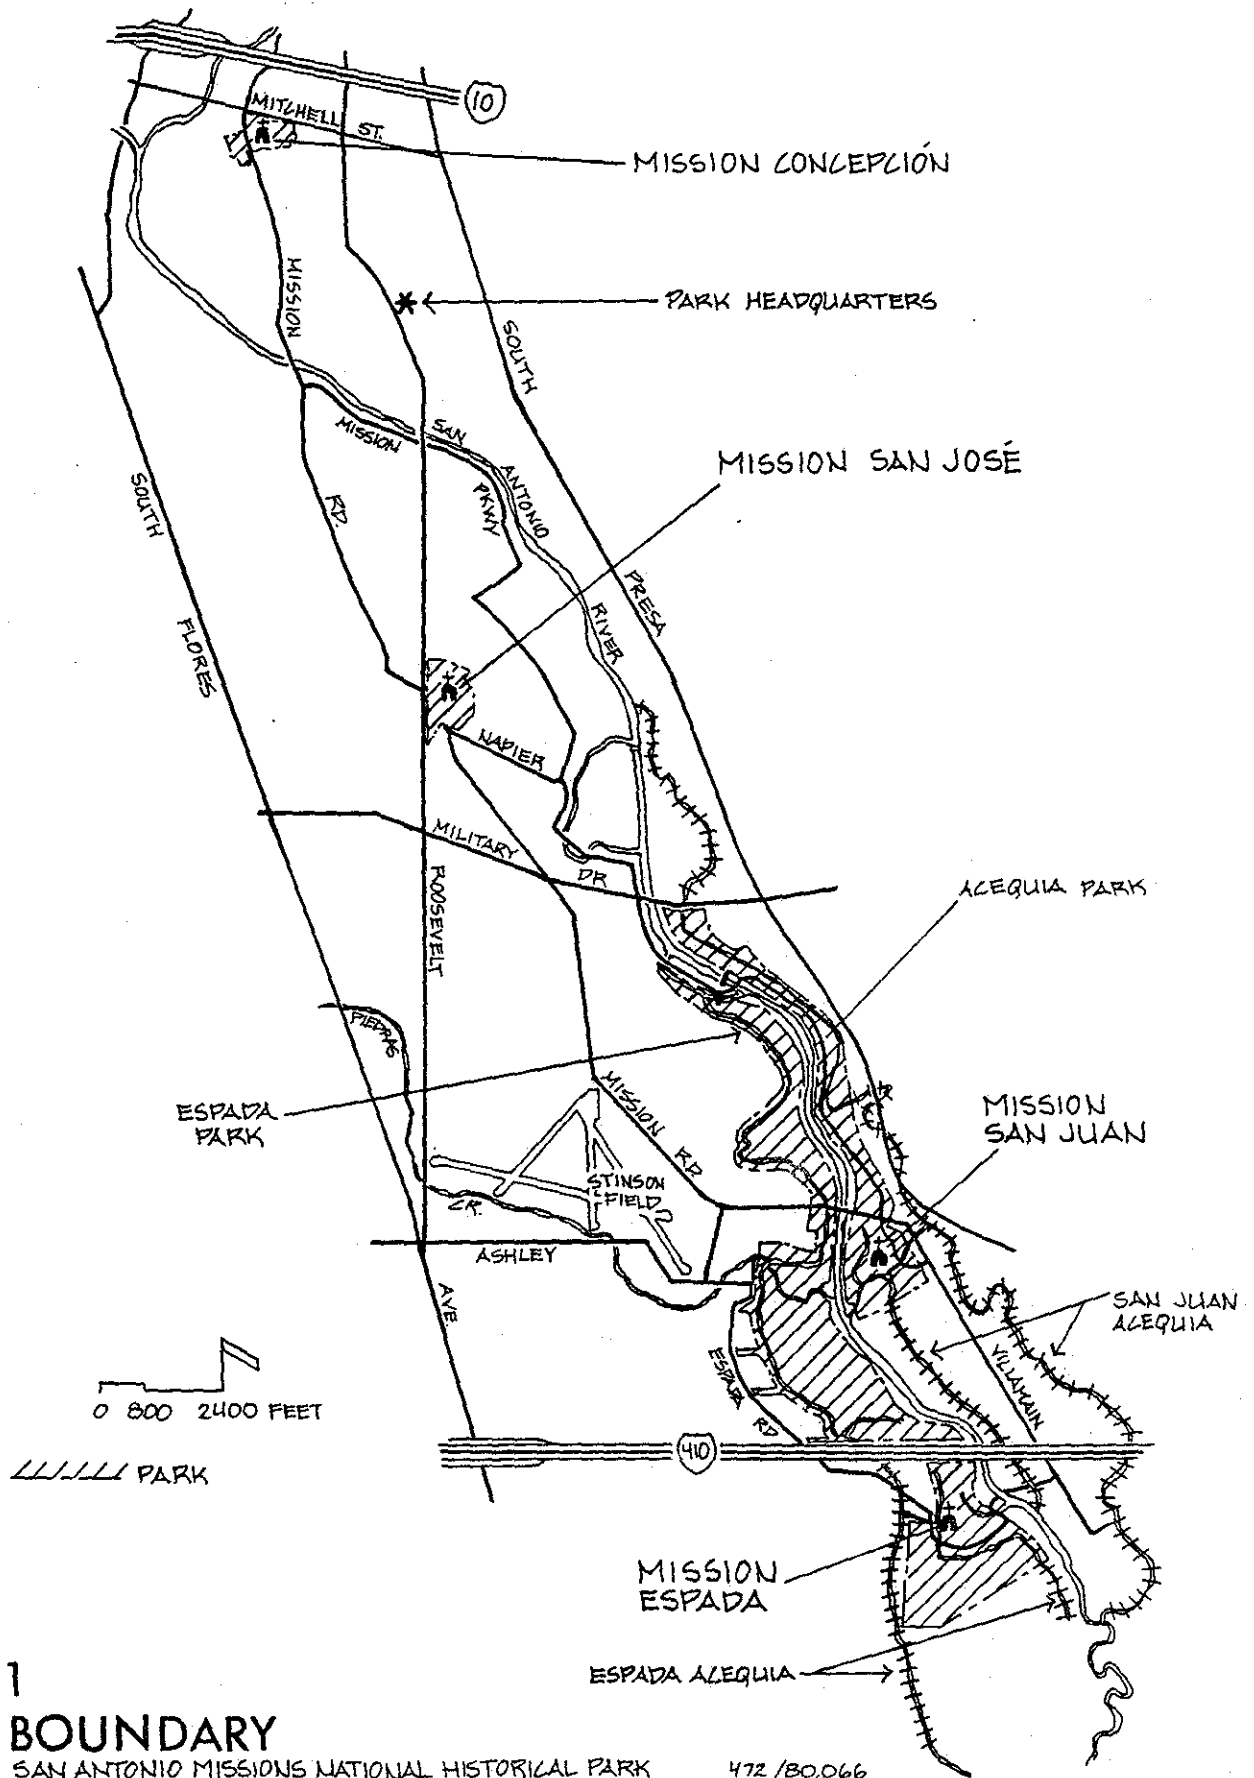 10
MITCHELL ST.
MISSION CONCEPCIÓN
MISSION
PARK HEADQUARTERS
SOUTH
MISSION
SAN
MISSION SAN JOSÉ
SOUTH
RD.
PKWY
ANTONIO
PRESA
RIVER
FLORES
NAPIER
MILITARY
DR
ROOSEVELT
ACEQUIA PARK
PIEDRAS
ESPADA
PARK
MISSION
RD.
MISSION
SAN JUAN
STINSON
FIELD
CR.
ASHLEY
AVE
SAN JUAN
ACEQUIA
ESPADA
RD
VILLAMAIN
0 800 2400 FEET
410
PARK
MISSION
ESPADA
ESPADA ACEQUIA
1
BOUNDARY
SAN ANTONIO MISSIONS NATIONAL HISTORICAL PARK 472/80,066